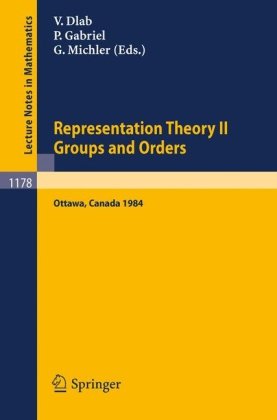 V. Dlab
P. Gabriel
G. Michler (Eds.)
Lecture Notes in Mathematics
1178
Representation Theory II
Groups and Orders
Ottawa, Canada 1984
Springer